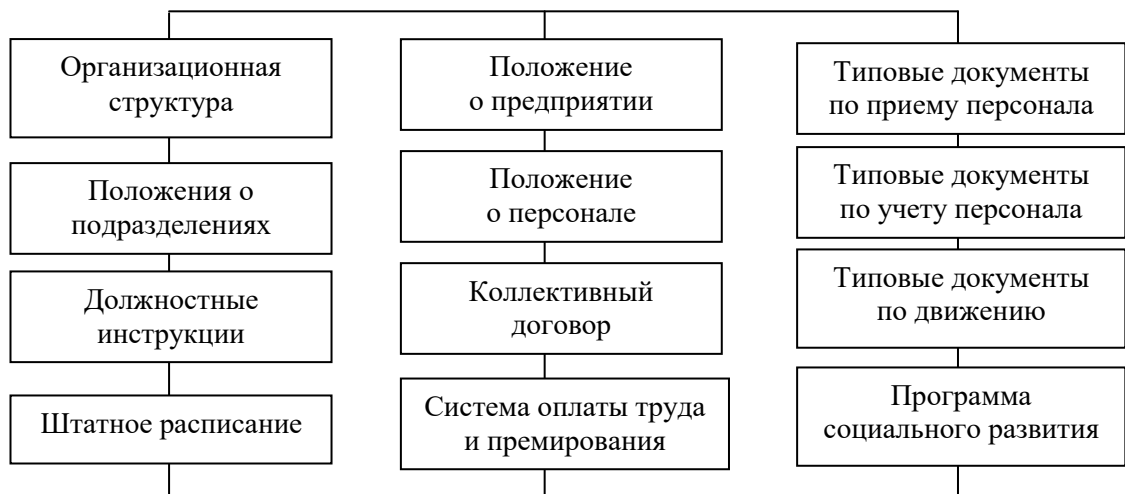 Организационная
структура
Положения о
подразделениях
Должностные
инструкции
Штатное расписание
Положение
о предприятии
Положение
о персонале
Коллективный
договор
Система оплаты труда
и премирования
Типовые документы
по приему персонала
Типовые документы
по учету персонала
Типовые документы
по движению
Программа
социального развития